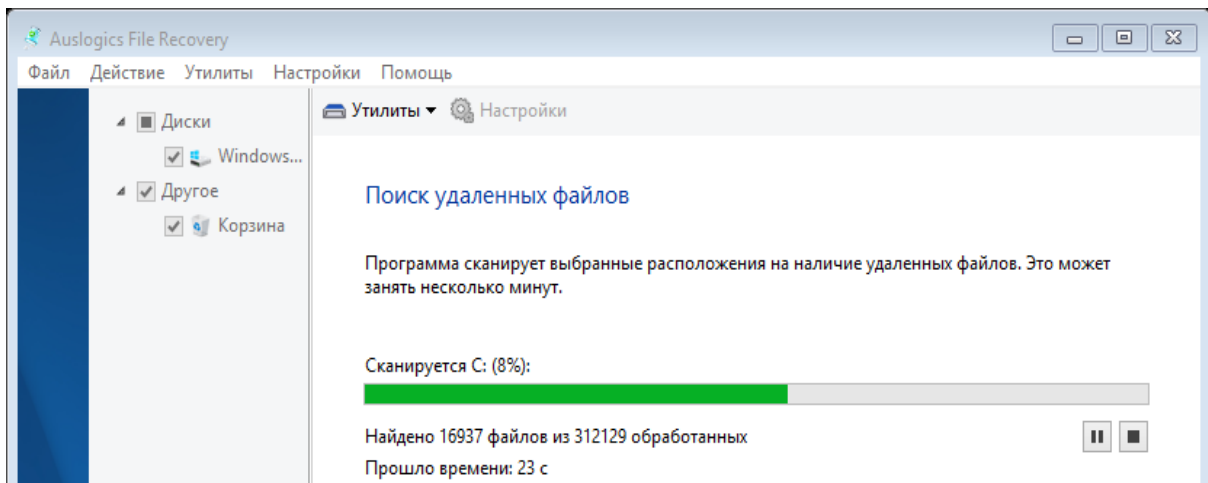 Auslogics File Recovery
Файл Действие Утилиты Настройки Помощь
Утилиты Настройки
Диски
Windows...
Другое
Корзина
Поиск удаленных файлов
Программа сканирует выбранные расположения на наличие удаленных файлов. Это может
занять несколько минут.
Сканируется C: (8%):
Найдено 16937 файлов из 312129 обработанных
Прошло времени: 23 с